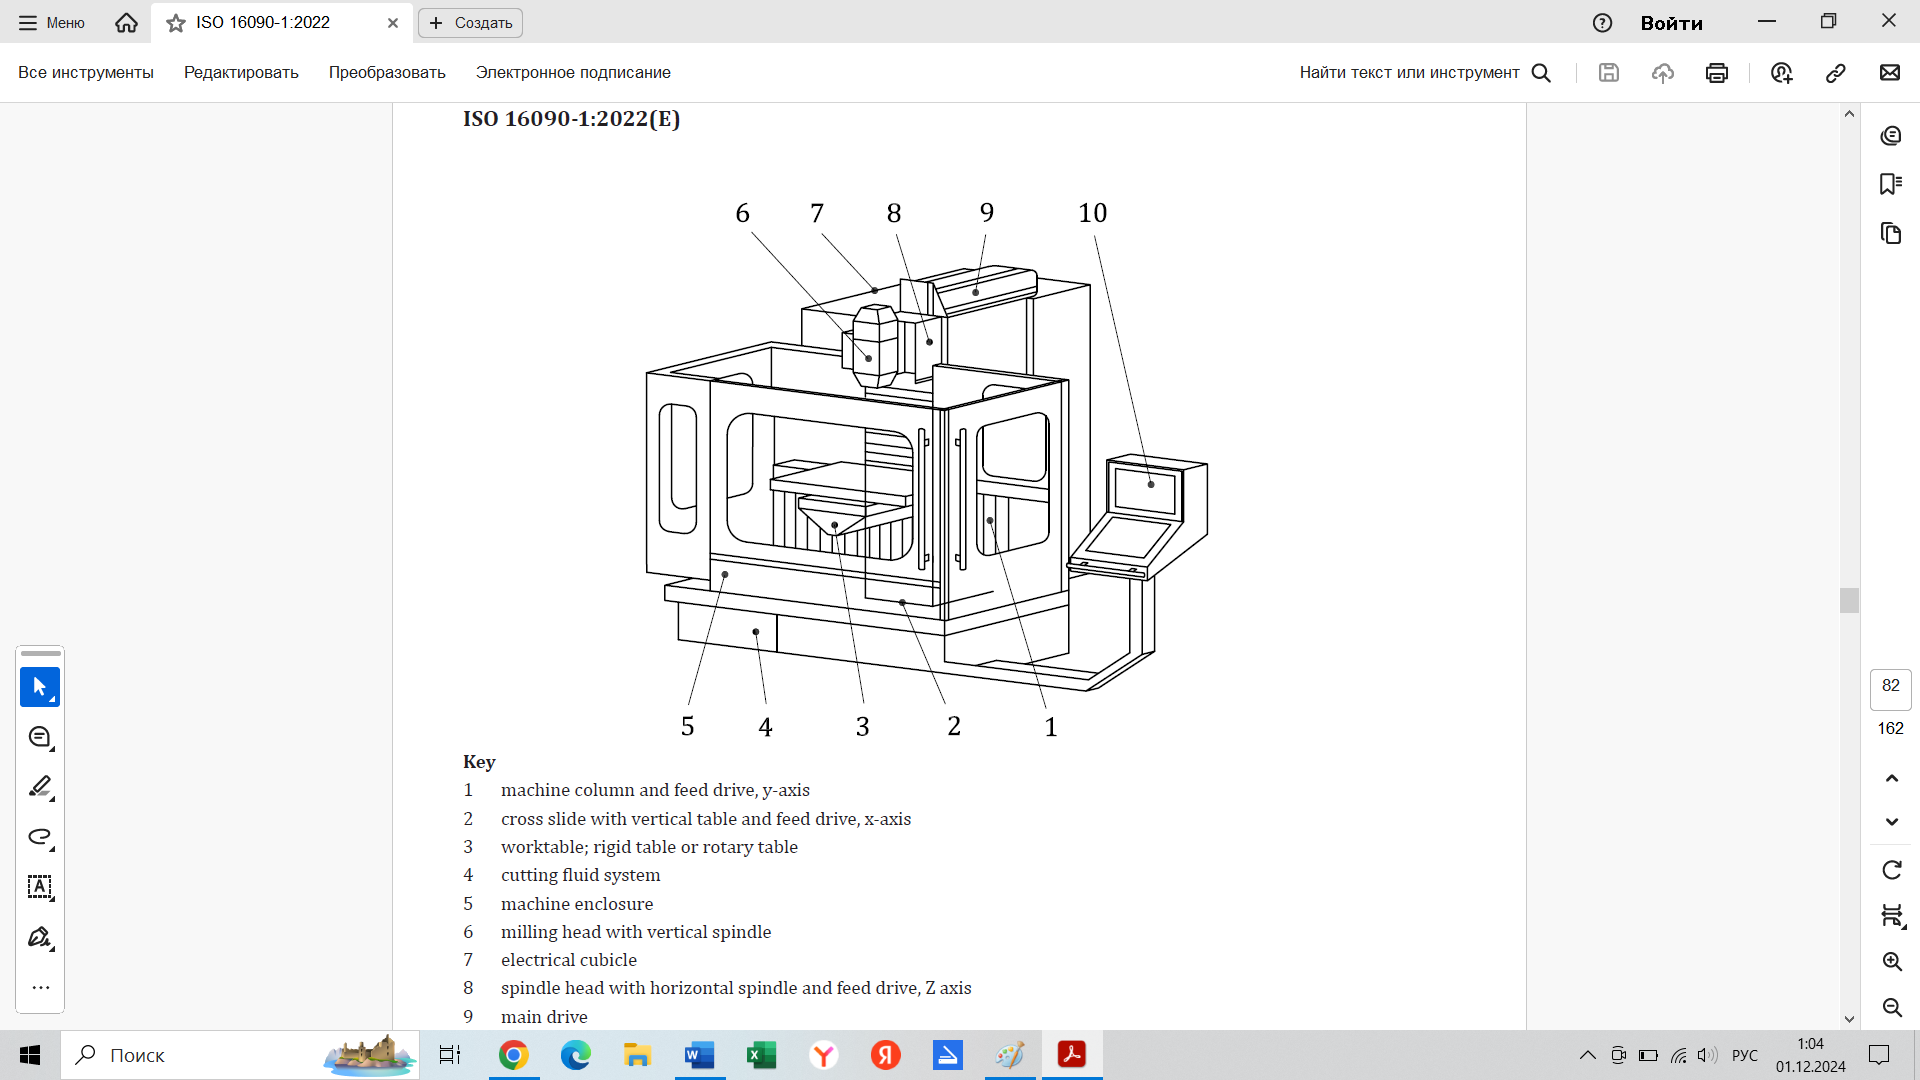 Меню
ISO 16090-1:2022
Создать
Войти
Все инструменты
Редактировать
Преобразовать
Электронное подписание
Найти текст или инструмент
ISO 16090-1:2022(E)
6 7 8 9 10
5 4 3 2 1
Key
1 machine column and feed drive, y-axis
2 cross slide with vertical table and feed drive, x-axis
3 worktable; rigid table or rotary table
4 cutting fluid system
5 machine enclosure
6 milling head with vertical spindle
7 electrical cubicle
8 spindle head with horizontal spindle and feed drive, Z axis
9 main drive
82
162
Поиск
РУС
1:04
01.12.2024